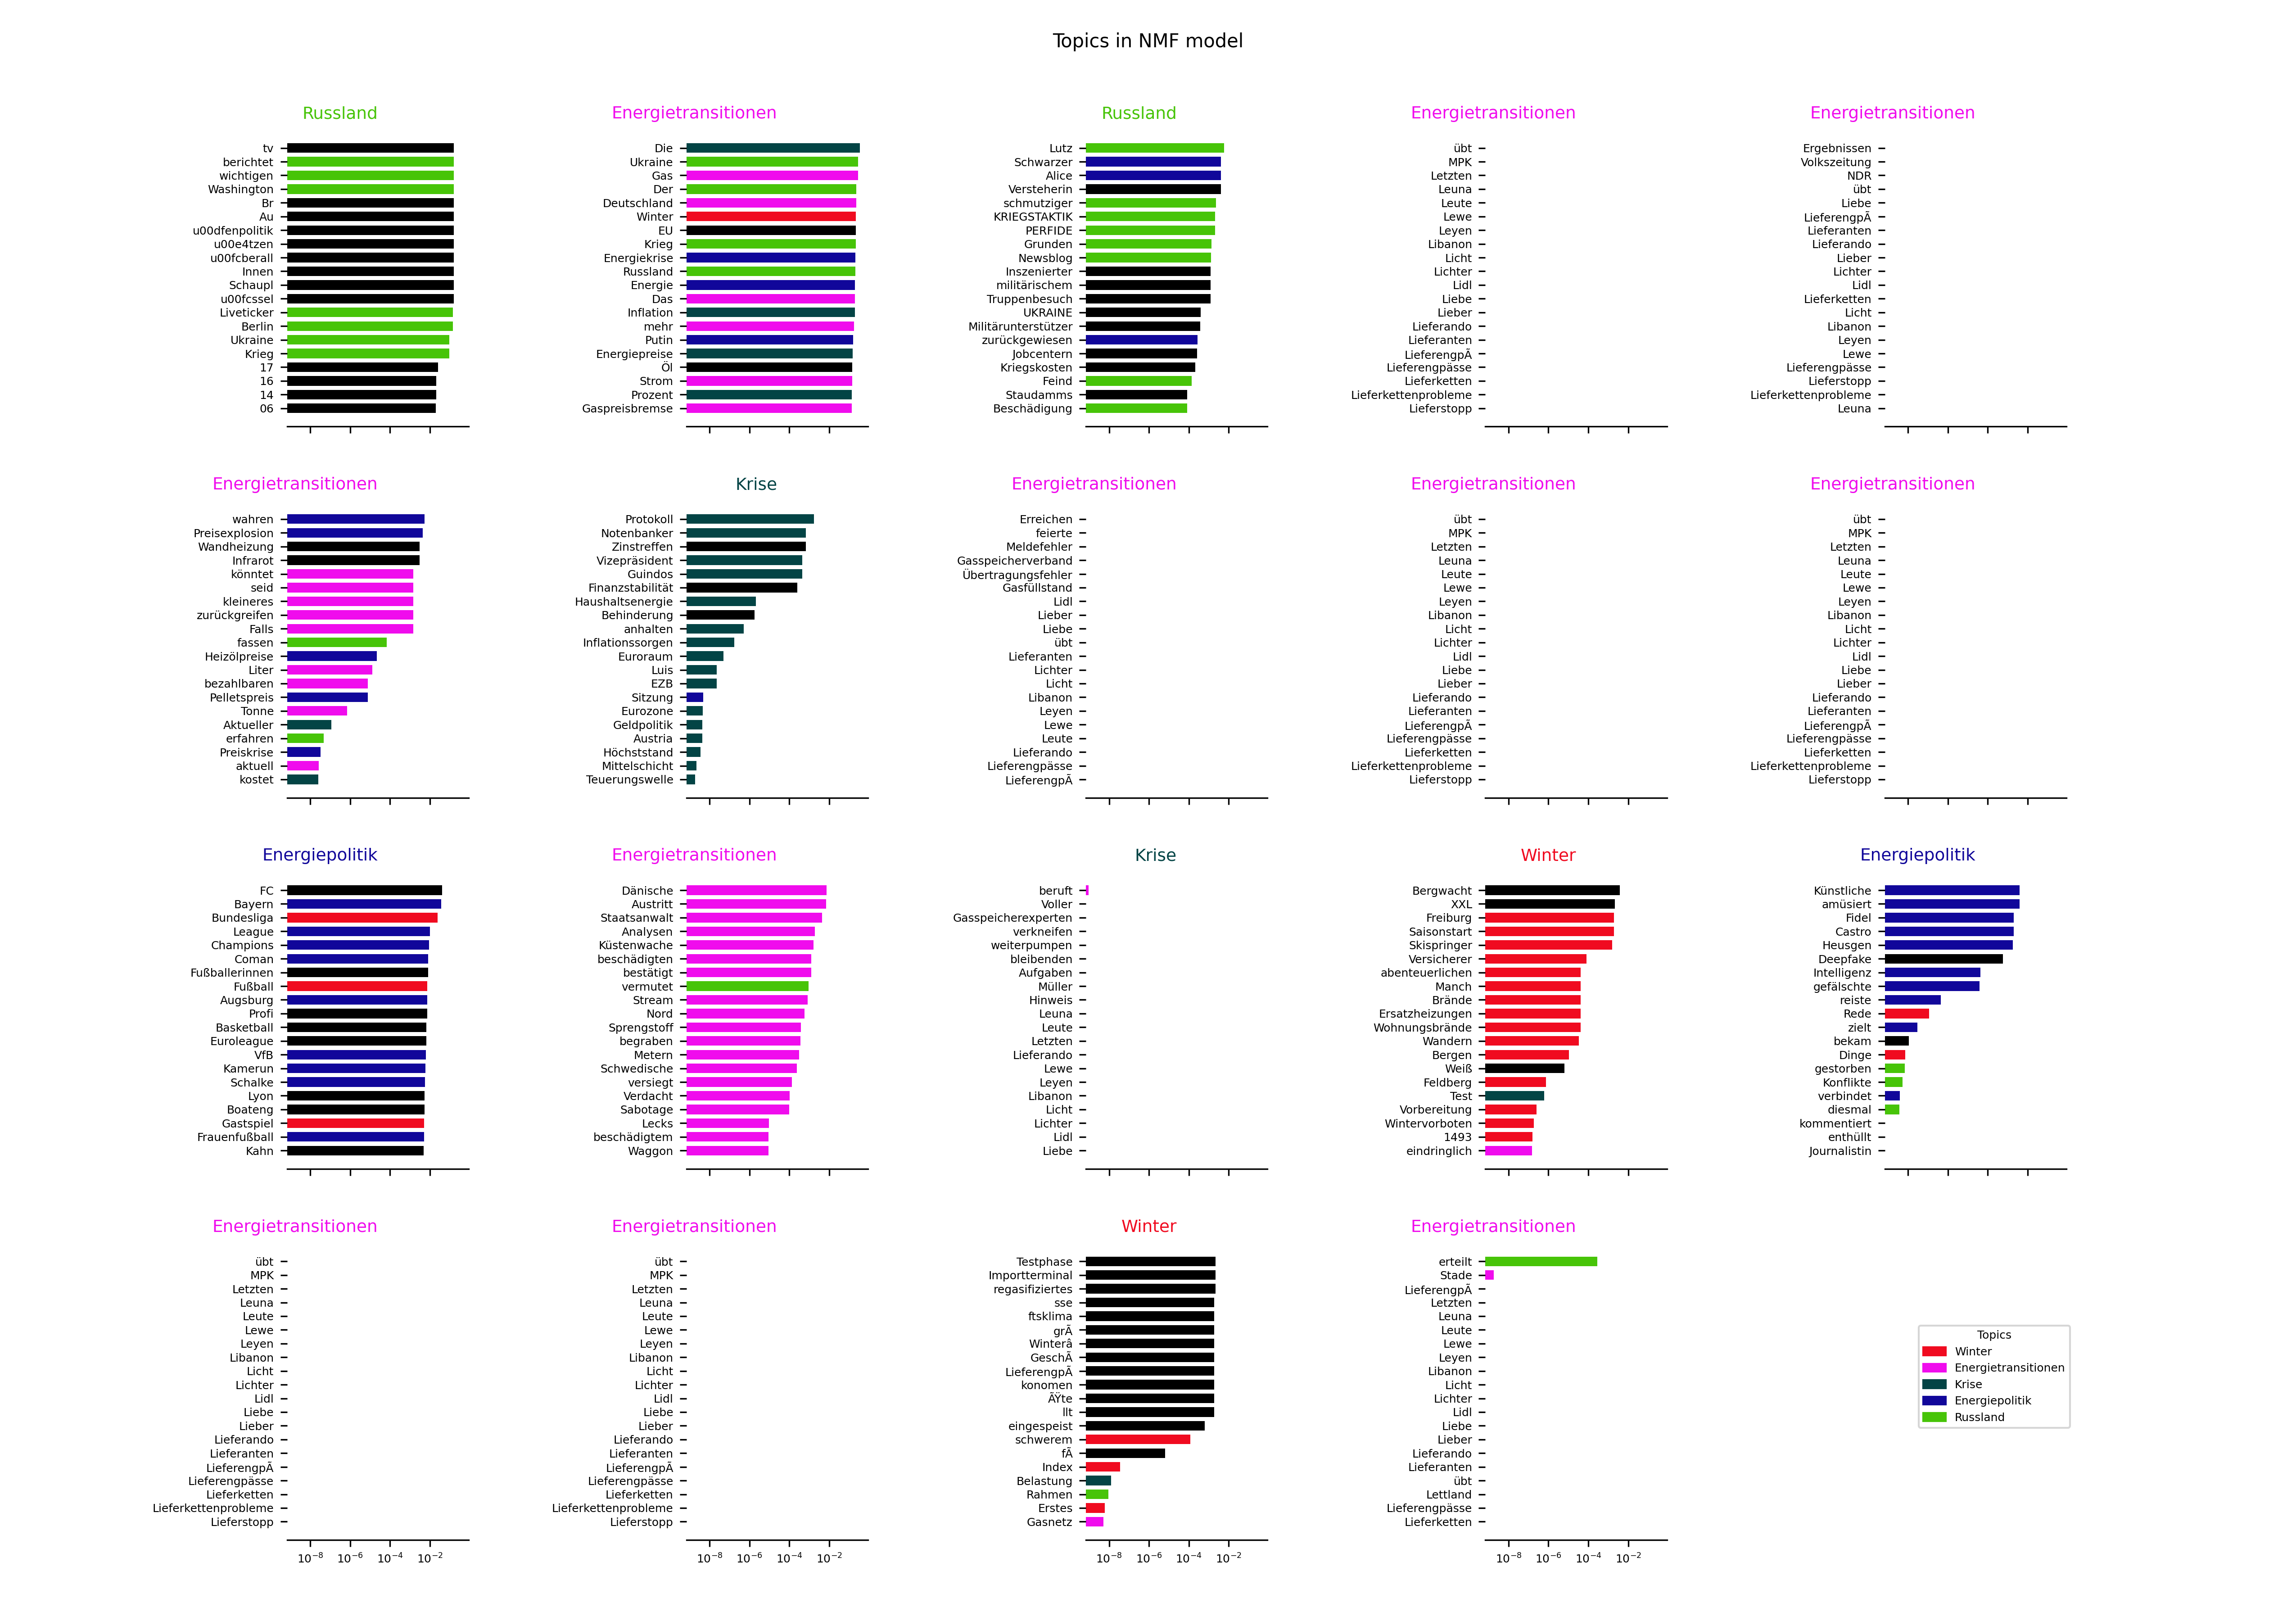 Topics in NMF model
Russland
tv
berichtet
wichtigen
Washington
Br
Au
u00dfenpolitik
u00e4tzen
u00fcberall
Innen
Schaupl
u00fcssel
Liveticker
Berlin
Ukraine
Krieg
17
16
14
06
Energietransitionen
Die
Ukraine
Gas
Der
Deutschland
Winter
EU
Krieg
Energiekrise
Russland
Energie
Das
Inflation
mehr
Putin
Energiepreise
Öl
Strom
Prozent
Gaspreisbremse
Russland
Lutz
Schwarzer
Alice
Versteherin
schmutziger
KRIEGSTAKTIK
PERFIDE
Grunden
Newsblog
Inszenierter
militärischem
Truppenbesuch
UKRAINE
Militärunterstützer
zurückgewiesen
Jobcentern
Kriegskosten
Feind
Staudamms
Beschädigung
Energietransitionen
übt
MPK
Letzten
Leuna
Leute
Lewe
Leyen
Libanon
Licht
Lichter
Lidl
Liebe
Lieber
Lieferando
Lieferanten
LieferengpÃ
Lieferengpässe
Lieferketten
Lieferkettenprobleme
Lieferstopp
Energietransitionen
Ergebnissen
Volkszeitung
NDR
übt
Liebe
LieferengpÃ
Lieferanten
Lieferando
Lieber
Lichter
Lidl
Lieferketten
Licht
Libanon
Leyen
Lewe
Lieferengpässe
Lieferstopp
Lieferkettenprobleme
Leuna
Energietransitionen
wahren
Preisexplosion
Wandheizung
Infrarot
könntet
seid
kleineres
zurückgreifen
Falls
fassen
Heizölpreise
Liter
bezahlbaren
Pelletspreis
Tonne
Aktueller
erfahren
Preiskrise
aktuell
kostet
Krise
Protokoll
Notenbanker
Zinstreffen
Vizepräsident
Guindos
Finanzstabilität
Haushaltsenergie
Behinderung
anhalten
Inflationssorgen
Euroraum
Luis
EZB
Sitzung
Eurozone
Geldpolitik
Austria
Höchststand
Mittelschicht
Teuerungswelle
Energietransitionen
Erreichen
feierte
Meldefehler
Gasspeicherverband
Übertragungsfehler
Gasfüllstand
Lidl
Lieber
Liebe
übt
Lieferanten
Lichter
Licht
Libanon
Leyen
Lewe
Leute
Lieferando
Lieferengpässe
LieferengpÃ
Energietransitionen
übt
MPK
Letzten
Leuna
Leute
Lewe
Leyen
Libanon
Licht
Lichter
Lidl
Liebe
Lieber
Lieferando
Lieferanten
LieferengpÃ
Lieferengpässe
Lieferketten
Lieferkettenprobleme
Lieferstopp
Energietransitionen
übt
MPK
Letzten
Leuna
Leute
Lewe
Leyen
Libanon
Licht
Lichter
Lidl
Liebe
Lieber
Lieferando
Lieferanten
LieferengpÃ
Lieferengpässe
Lieferketten
Lieferkettenprobleme
Lieferstopp
Energiepolitik
FC
Bayern
Bundesliga
League
Champions
Coman
Fußballerinnen
Fußball
Augsburg
Profi
Basketball
Euroleague
VfB
Kamerun
Schalke
Lyon
Boateng
Gastspiel
Frauenfußball
Kahn
Energietransitionen
Dänische
Austritt
Staatsanwalt
Analysen
Küstenwache
beschädigten
bestätigt
vermutet
Stream
Nord
Sprengstoff
begraben
Metern
Schwedische
versiegt
Verdacht
Sabotage
Lecks
beschädigtem
Waggon
Krise
beruft
Voller
Gasspeicherexperten
verkneifen
weiterpumpen
bleibenden
Aufgaben
Müller
Hinweis
Leuna
Leute
Letzten
Lieferando
Lewe
Leyen
Libanon
Licht
Lichter
Lidl
Liebe
Winter
Bergwacht
XXL
Freiburg
Saisonstart
Skispringer
Versicherer
abenteuerlichen
Manch
Brände
Ersatzheizungen
Wohnungsbrände
Wandern
Bergen
Weiß
Feldberg
Test
Vorbereitung
Wintervorboten
1493
eindringlich
Energiepolitik
Künstliche
amüsiert
Fidel
Castro
Heusgen
Deepfake
Intelligenz
gefälschte
reiste
Rede
zielt
bekam
Dinge
gestorben
Konflikte
verbindet
diesmal
kommentiert
enthüllt
Journalistin
Energietransitionen
übt
MPK
Letzten
Leuna
Leute
Lewe
Leyen
Libanon
Licht
Lichter
Lidl
Liebe
Lieber
Lieferando
Lieferanten
LieferengpÃ
Lieferengpässe
Lieferketten
Lieferkettenprobleme
Lieferstopp
10⁻⁸ 10⁻⁶ 10⁻⁴ 10⁻²
Energietransitionen
übt
MPK
Letzten
Leuna
Leute
Lewe
Leyen
Libanon
Licht
Lichter
Lidl
Liebe
Lieber
Lieferando
Lieferanten
LieferengpÃ
Lieferengpässe
Lieferketten
Lieferkettenprobleme
Lieferstopp
10⁻⁸ 10⁻⁶ 10⁻⁴ 10⁻²
Winter
Testphase
Importterminal
regasifiziertes
sse
ftsklima
grÃ
Winterâ
GeschÃ
LieferengpÃ
konomen
ÃŸte
llt
eingespeist
schwerem
fÃ
Index
Belastung
Rahmen
Erstes
Gasnetz
10⁻⁸ 10⁻⁶ 10⁻⁴ 10⁻²
Energietransitionen
erteilt
Stade
LieferengpÃ
Letzten
Leuna
Leute
Lewe
Leyen
Libanon
Licht
Lichter
Lidl
Liebe
Lieber
Lieferando
Lieferanten
übt
Lettland
Lieferengpässe
Lieferketten
10⁻⁸ 10⁻⁶ 10⁻⁴ 10⁻²
Topics
Winter
Energietransitionen
Krise
Energiepolitik
Russland